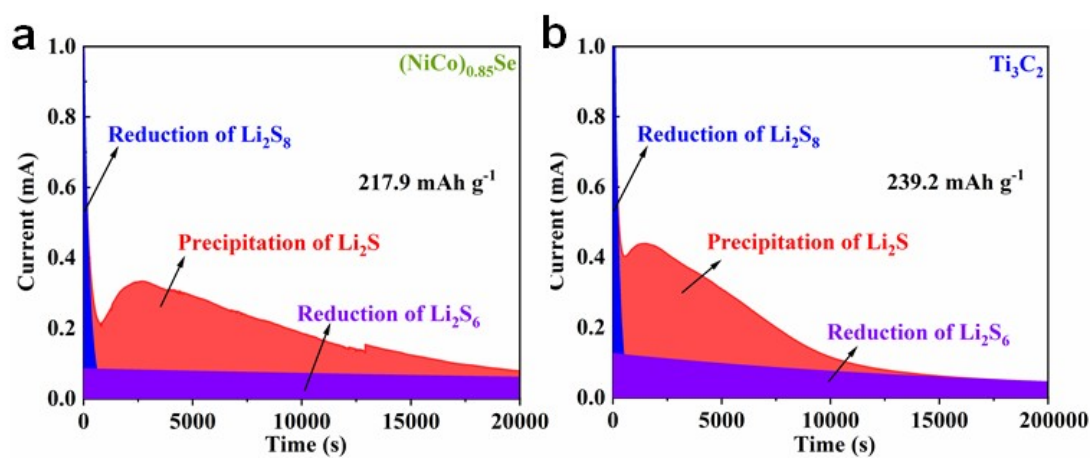 a
(NiCo)0.85Se
1.0
0.8
0.6
0.4
0.2
0.0
Current (mA)
Reduction of Li2S8
217.9 mAh g-1
Precipitation of Li2S
Reduction of Li2S6
0
5000
10000
15000
20000
Time (s)
b
Ti3C2
1.0
0.8
0.6
0.4
0.2
0.0
Current (mA)
Reduction of Li2S8
239.2 mAh g-1
Precipitation of Li2S
Reduction of Li2S6
0
5000
10000
15000
200000
Time (s)